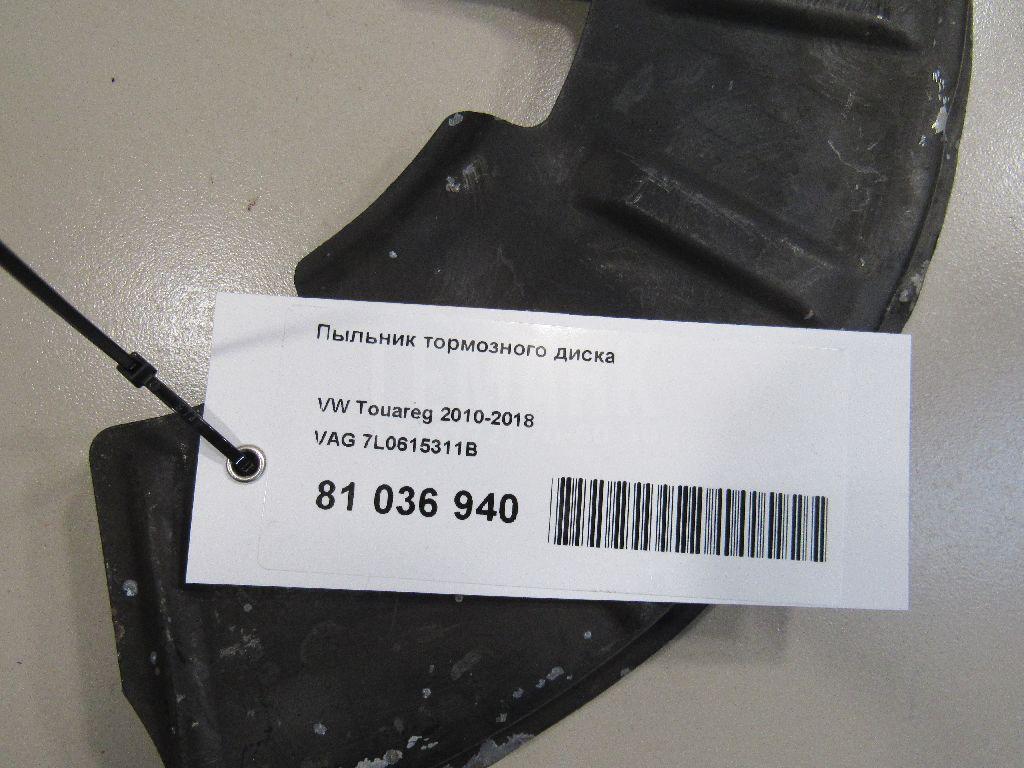 Пыльник тормозного диска
VW Touareg 2010-2018
VAG 7L0615311B
81 036 940